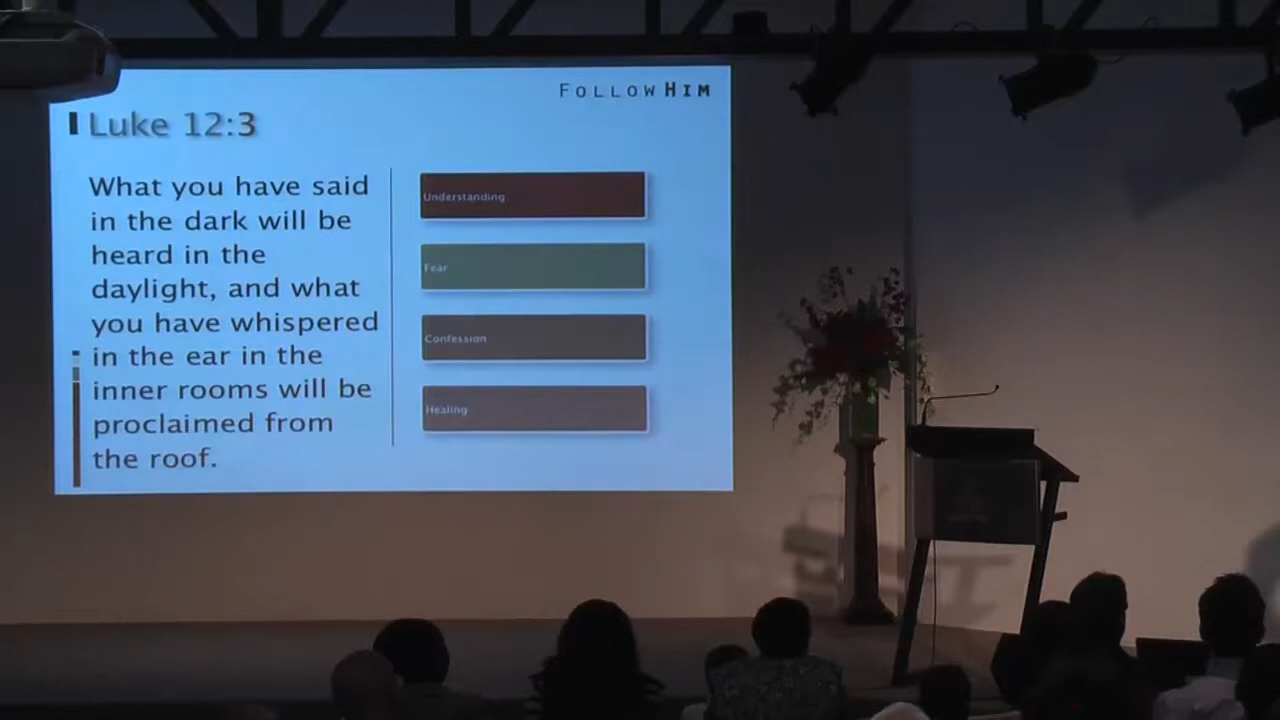 FOLLOWHIM
Luke 12:3
What you have said
in the dark will be
heard in the
daylight, and what
you have whispered
in the ear in the
inner rooms will be
proclaimed from
the roof.
Understanding
Fear
Confession
Healing